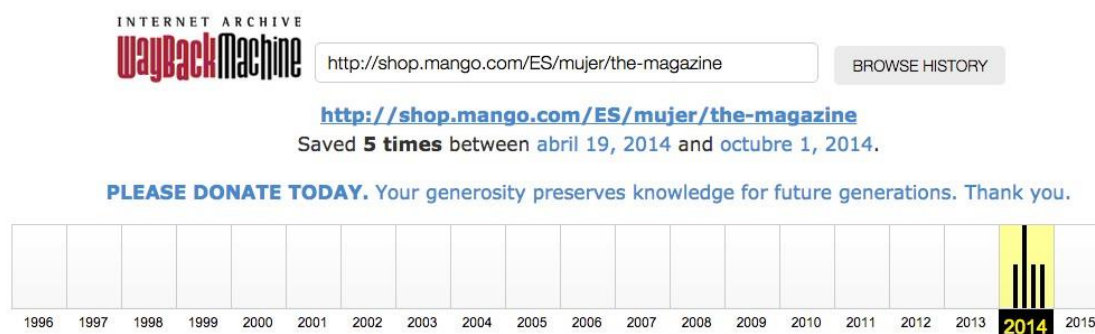 INTERNET ARCHIVE
WayBackMachine
http://shop.mango.com/ES/mujer/the-magazine
BROWSE HISTORY
http://shop.mango.com/ES/mujer/the-magazine
Saved 5 times between abril 19, 2014 and octubre 1, 2014.
PLEASE DONATE TODAY. Your generosity preserves knowledge for future generations. Thank you.
1996 1997 1998 1999 2000 2001 2002 2003 2004 2005 2006 2007 2008 2009 2010 2011 2012 2013 2014 2015